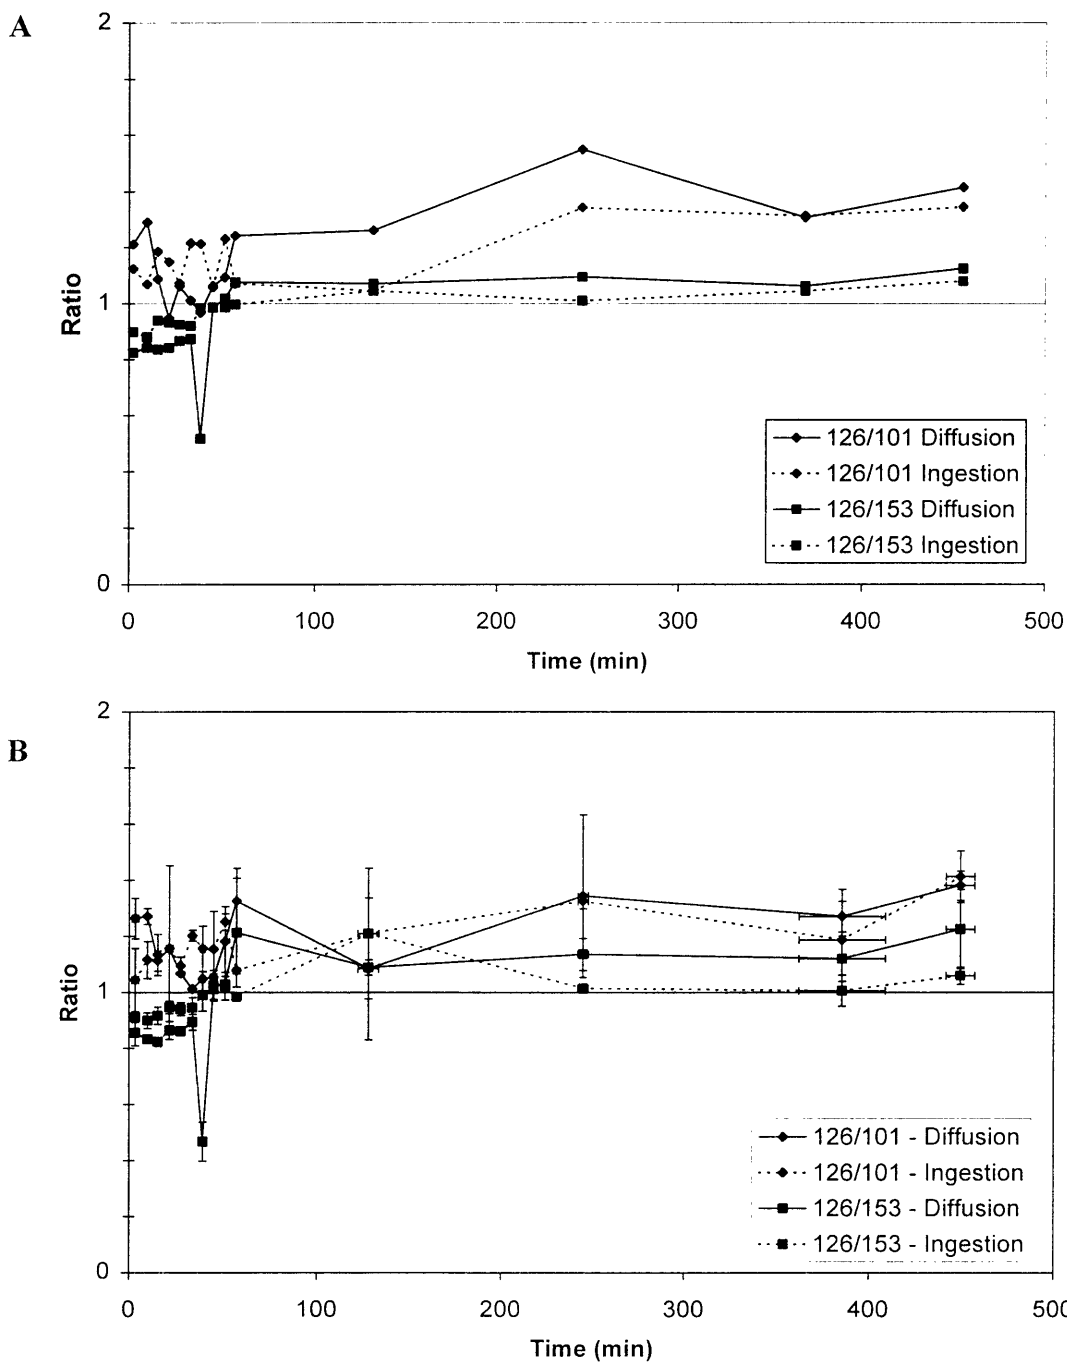 A
2
Ratio
1
126/101 Diffusion
126/101 Ingestion
126/153 Diffusion
126/153 Ingestion
0
0 100 200 300 400 500
Time (min)
B
2
Ratio
1
126/101 - Diffusion
126/101 - Ingestion
126/153 - Diffusion
126/153 - Ingestion
0
0 100 200 300 400 500
Time (min)